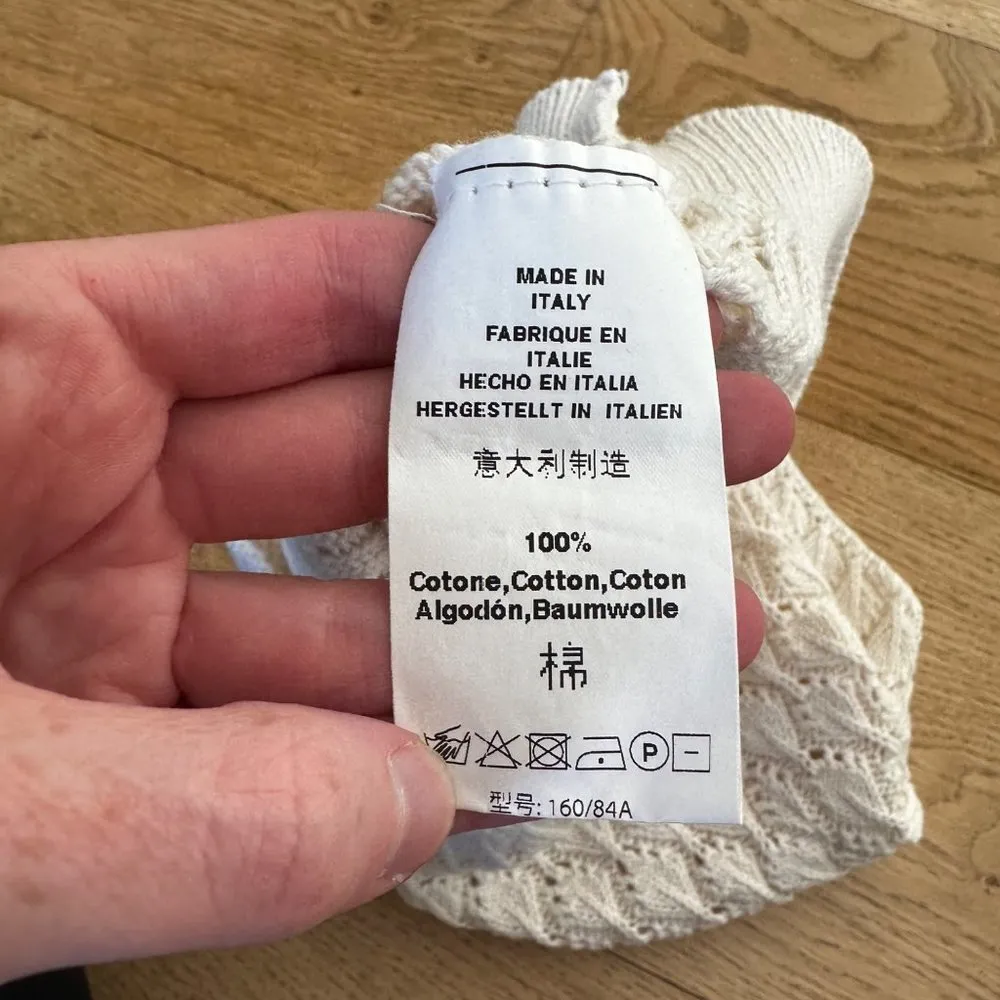 MADE IN
ITALY
FABRIQUE EN
ITALIE
HECHO EN ITALIA
HERGESTELLT IN ITALIEN
意大利制造
100%
Cotone,Cotton,Coton
Algodón,Baumwolle
棉
P
型号: 160/84A